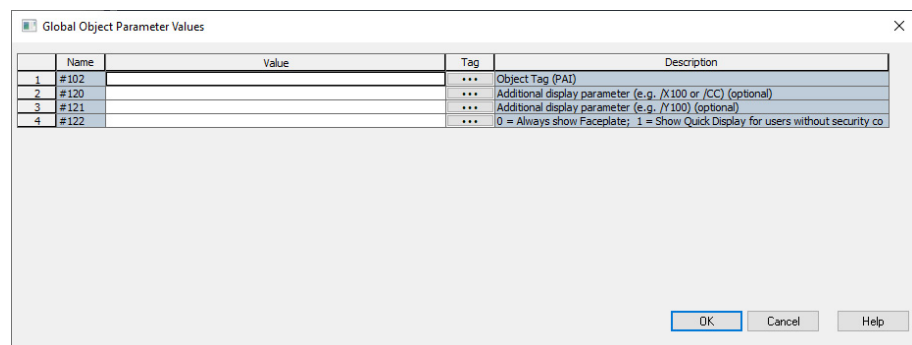 Global Object Parameter Values
Name Value Tag Description
1 #102 ... Object Tag (PAI)
2 #120 ... Additional display parameter (e.g. /X100 or /CC) (optional)
3 #121 ... Additional display parameter (e.g. /Y100) (optional)
4 #122 ... 0 = Always show Faceplate; 1 = Show Quick Display for users without security co
OK Cancel Help